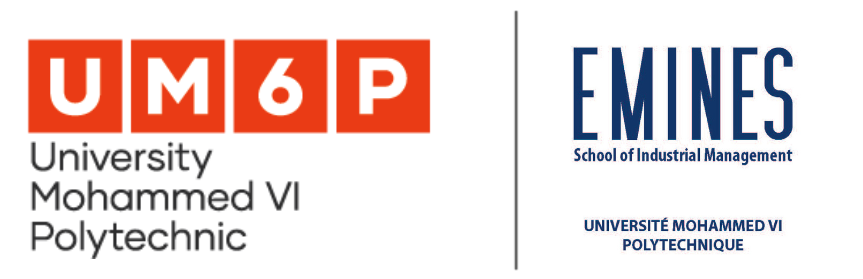 UM6P
University
Mohammed VI
Polytechnic
EMINES
School of Industrial Management
UNIVERSITÉ MOHAMMED VI
POLYTECHNIQUE